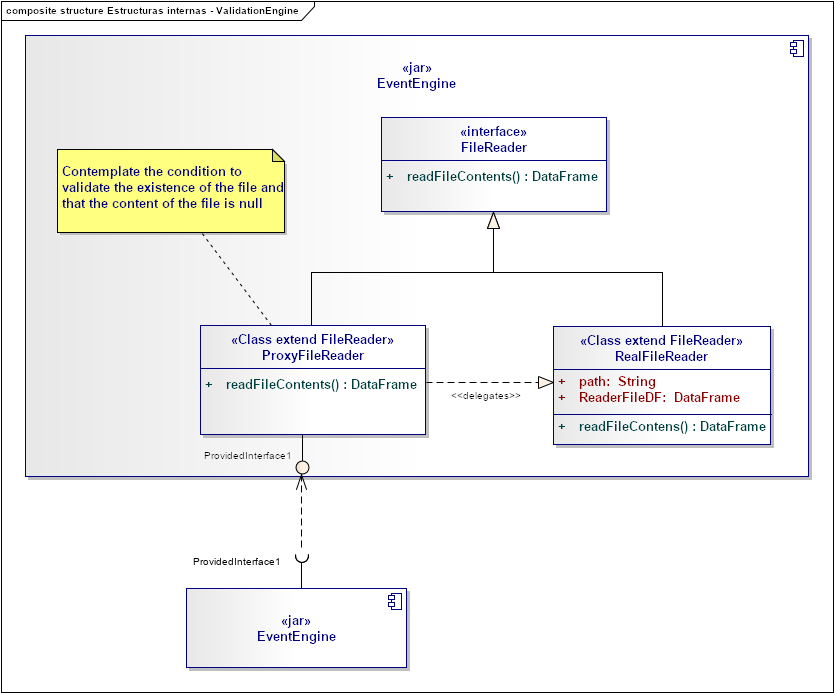 composite structure Estructuras internas - ValidationEngine
«jar»
EventEngine
«interface»
FileReader
+ readFileContents() : DataFrame
Contemplate the condition to
validate the existence of the file and
that the content of the file is null
«Class extend FileReader»
ProxyFileReader
+ readFileContents() : DataFrame
<<delegates>>
«Class extend FileReader»
RealFileReader
+ path: String
+ ReaderFileDF: DataFrame
+ readFileContens() : DataFrame
ProvidedInterface1
ProvidedInterface1
«jar»
EventEngine